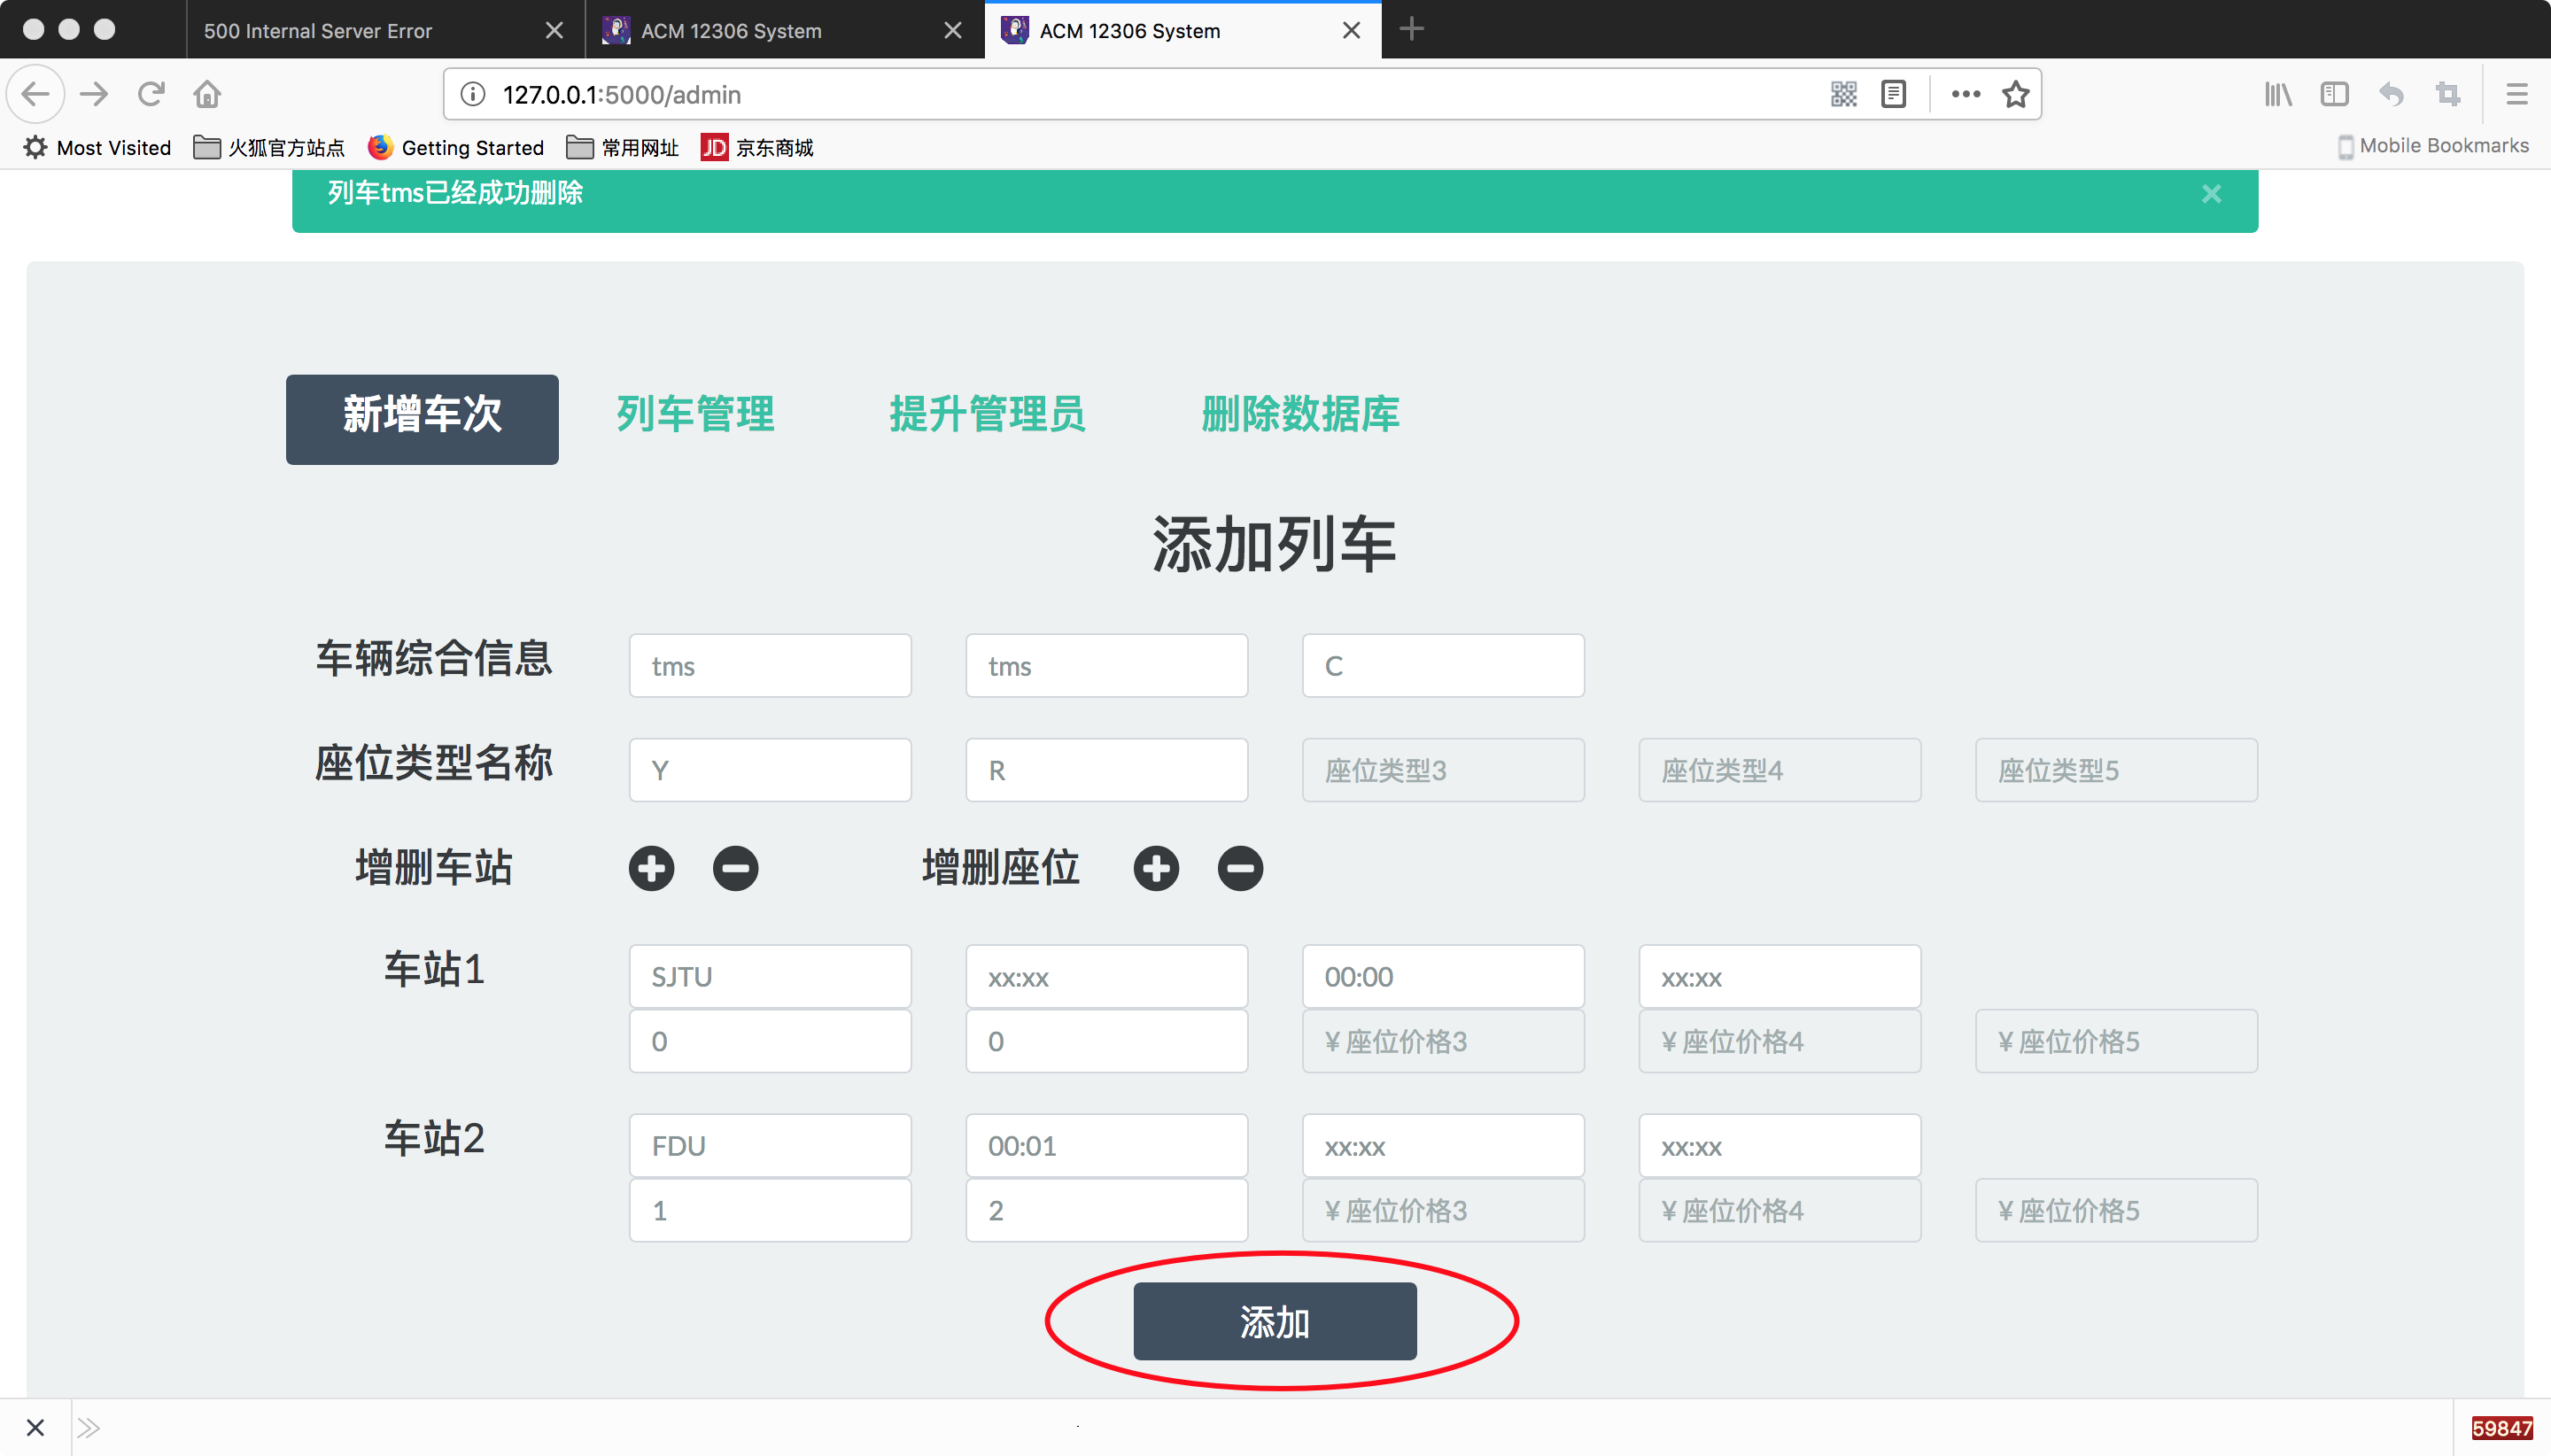 500 Internal Server Error
ACM 12306 System
ACM 12306 System
127.0.0.1:5000/admin
Most Visited
火狐官方站点
Getting Started
常用网址
JD 京东商城
Mobile Bookmarks
列车tms已经成功删除
新增车次
列车管理
提升管理员
删除数据库
添加列车
车辆综合信息 tms tms C
座位类型名称 Y R 座位类型3 座位类型4 座位类型5
增删车站 增删座位
车站1 SJTU xx:xx 00:00 xx:xx
0 0 ¥ 座位价格3 ¥ 座位价格4 ¥ 座位价格5
车站2 FDU 00:01 xx:xx xx:xx
1 2 ¥ 座位价格3 ¥ 座位价格4 ¥ 座位价格5
添加
59847